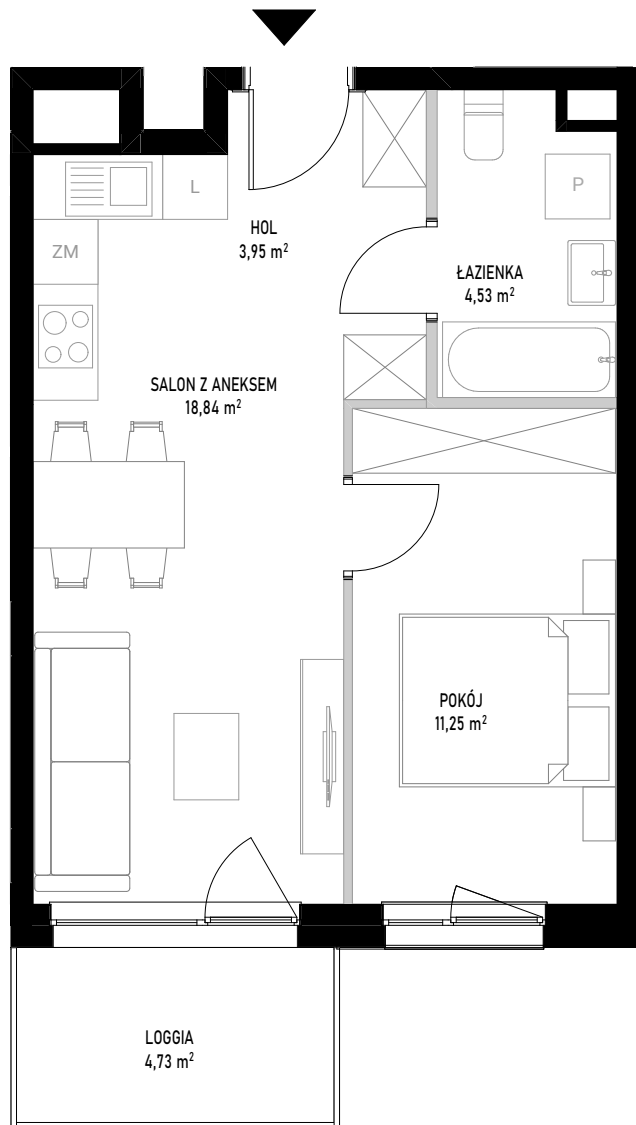 L
P
HOL
3,95 m²
ZM
ŁAZIENKA
4,53 m²
SALON Z ANEKSEM
18,84 m²
POKÓJ
11,25 m²
LOGGIA
4,73 m²